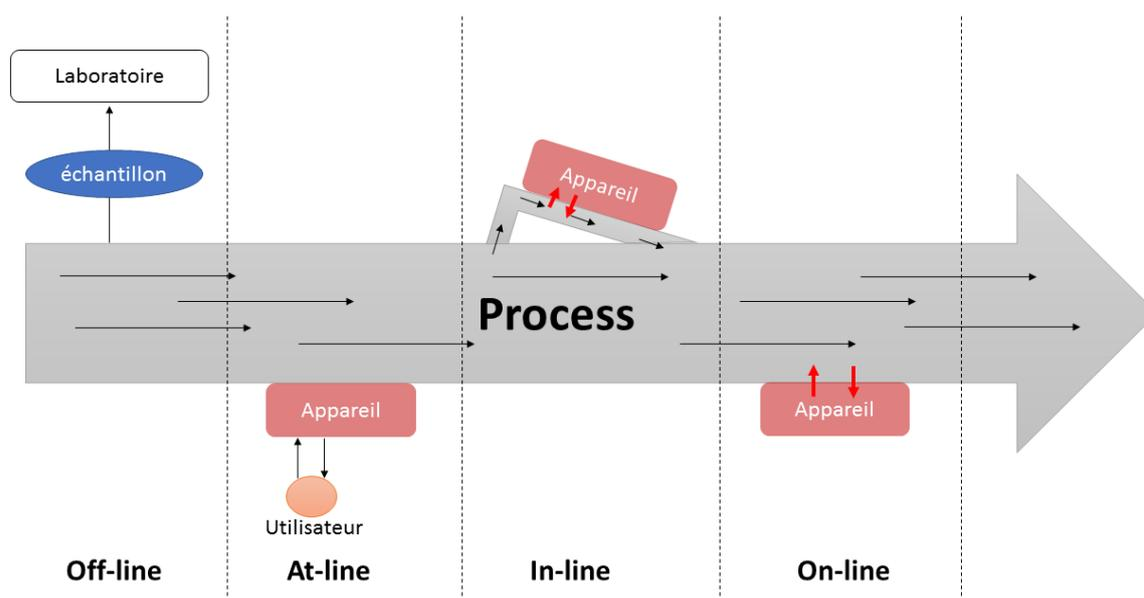 Laboratoire
échantillon
Appareil
Process
Appareil
Appareil
Utilisateur
Off-line
At-line
In-line
On-line